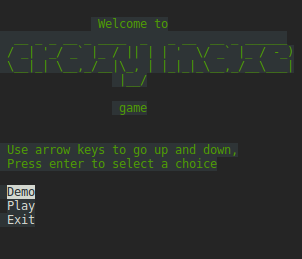 Welcome to
crazy maze
game
Use arrow keys to go up and down,
Press enter to select a choice
Demo
Play
Exit